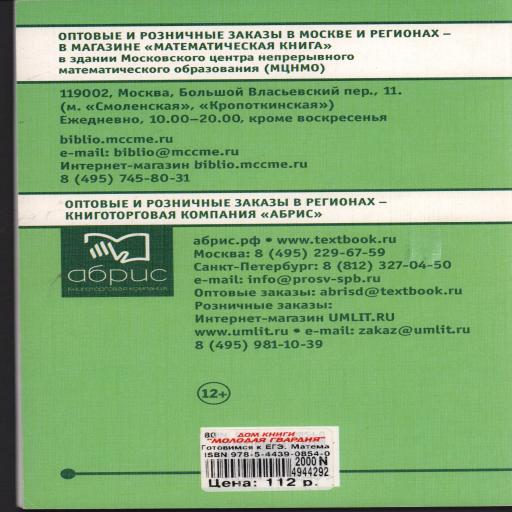 ОПТОВЫЕ И РОЗНИЧНЫЕ ЗАКАЗЫ В МОСКВЕ И РЕГИОНАХ –
В МАГАЗИНЕ «МАТЕМАТИЧЕСКАЯ КНИГА»
в здании Московского центра непрерывного
математического образования (МЦНМО)
119002, Москва, Большой Власьевский пер., 11.
(м. «Смоленская», «Кропоткинская»)
Ежедневно, 10.00–20.00, кроме воскресенья
biblio.mccme.ru
e-mail: biblio@mccme.ru
Интернет-магазин biblio.mccme.ru
8 (495) 745-80-31
ОПТОВЫЕ И РОЗНИЧНЫЕ ЗАКАЗЫ В РЕГИОНАХ –
КНИГОТОРГОВАЯ КОМПАНИЯ «АБРИС»
абрис
КНИГОТОРГОВАЯ КОМПАНИЯ
абрис.рф • www.textbook.ru
Москва: 8 (495) 229-67-59
Санкт-Петербург: 8 (812) 327-04-50
e-mail: info@prosv-spb.ru
Оптовые заказы: abrisd@textbook.ru
Розничные заказы:
Интернет-магазин UMLIT.RU
www.umlit.ru • e-mail: zakaz@umlit.ru
8 (495) 981-10-39
12+
80
ДОМ КНИГИ
"МОЛОДАЯ ГВАРДИЯ"
Готовимся к ЕГЭ. Матема
ISBN 978-5-4439-0854-0
2000 N
4944292
Цена: 112 р.